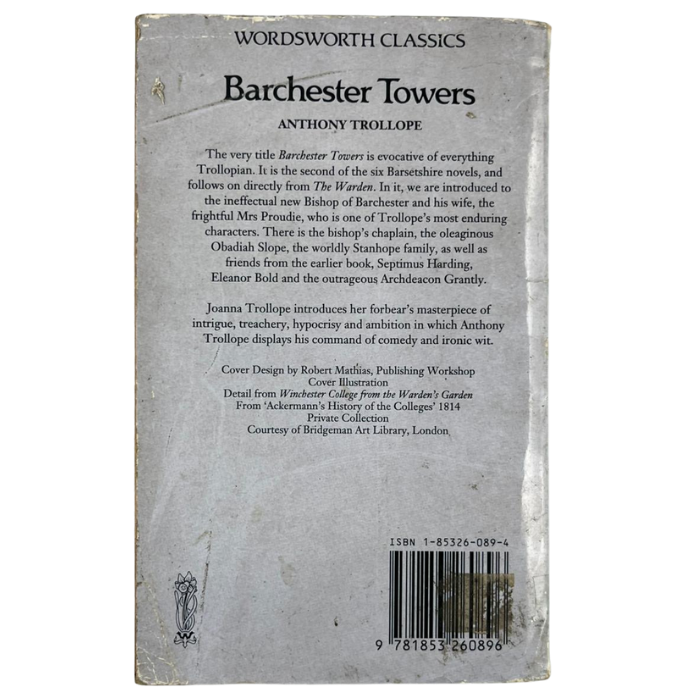 WORDSWORTH CLASSICS
Barchester Towers
ANTHONY TROLLOPE
The very title Barchester Towers is evocative of everything
Trollopian. It is the second of the six Barsetshire novels, and
follows on directly from The Warden. In it, we are introduced to
the ineffectual new Bishop of Barchester and his wife, the
frightful Mrs Proudie, who is one of Trollope's most enduring
characters. There is the bishop's chaplain, the oleaginous
Obadiah Slope, the worldly Stanhope family, as well as
friends from the earlier book, Septimus Harding,
Eleanor Bold and the outrageous Archdeacon Grantly.
Joanna Trollope introduces her forbear's masterpiece of
intrigue, treachery, hypocrisy and ambition in which Anthony
Trollope displays his command of comedy and ironic wit.
Cover Design by Robert Mathias, Publishing Workshop
Cover Illustration
Detail from Winchester College from the Warden's Garden
From 'Ackermann's History of the Colleges' 1814
Private Collection
Courtesy of Bridgeman Art Library, London
ISBN 1-85326-089-4
9 781853 260896
W